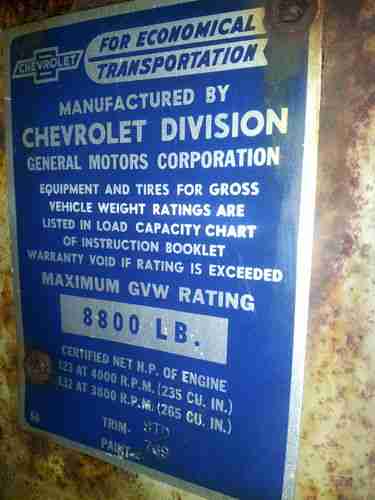 CHEVROLET
FOR ECONOMICAL
TRANSPORTATION
MANUFACTURED BY
CHEVROLET DIVISION
GENERAL MOTORS CORPORATION
EQUIPMENT AND TIRES FOR GROSS
VEHICLE WEIGHT RATINGS ARE
LISTED IN LOAD CAPACITY CHART
OF INSTRUCTION BOOKLET
WARRANTY VOID IF RATING IS EXCEEDED
MAXIMUM GVW RATING
8800 LB.
CERTIFIED NET H.P. OF ENGINE
123 AT 4000 R.P.M. (235 CU. IN.)
132 AT 3800 R.P.M. (265 CU. IN.)
TRIM.
PAINT